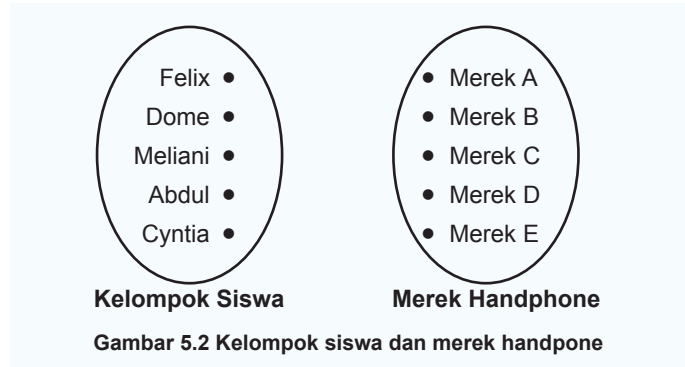 Felix
Dome
Meliani
Abdul
Cyntia
Merek A
Merek B
Merek C
Merek D
Merek E
Kelompok Siswa
Merek Handphone
Gambar 5.2 Kelompok siswa dan merek handpone